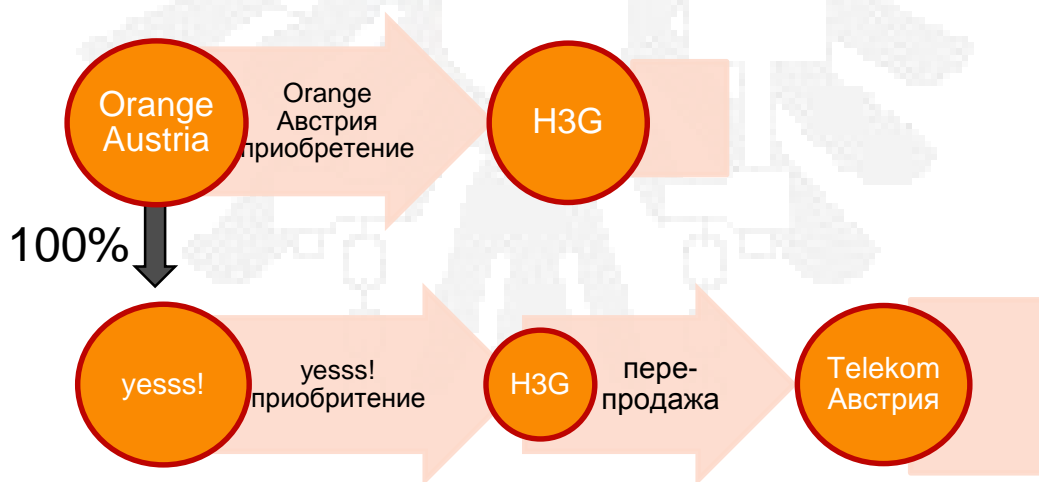 Orange
Austria
Orange
Австрия
приобретение
H3G
100%
yesss!
yesss!
приобритение
H3G
пере-
продажа
Telekom
Австрия